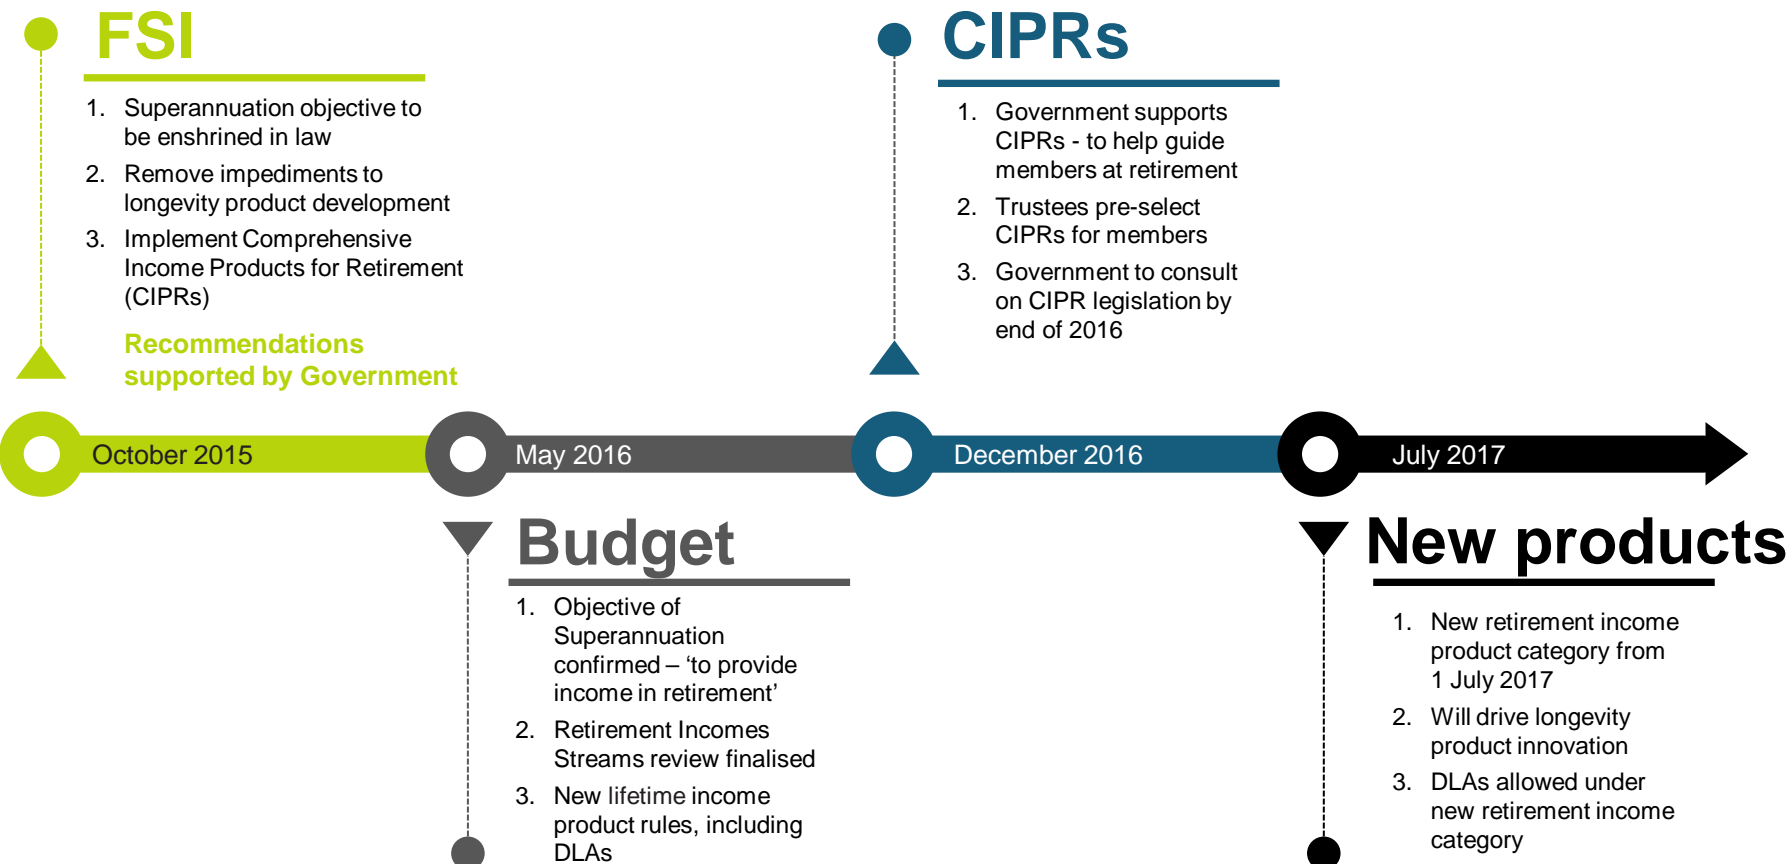 FSI
1. Superannuation objective to
be enshrined in law
2. Remove impediments to
longevity product development
3. Implement Comprehensive
Income Products for Retirement
(CIPRs)
Recommendations
supported by Government
CIPRs
1. Government supports
CIPRs - to help guide
members at retirement
2. Trustees pre-select
CIPRs for members
3. Government to consult
on CIPR legislation by
end of 2016
October 2015
May 2016
December 2016
July 2017
Budget
1. Objective of
Superannuation
confirmed – ‘to provide
income in retirement’
2. Retirement Incomes
Streams review finalised
3. New lifetime income
product rules, including
DLAs
New products
1. New retirement income
product category from
1 July 2017
2. Will drive longevity
product innovation
3. DLAs allowed under
new retirement income
category